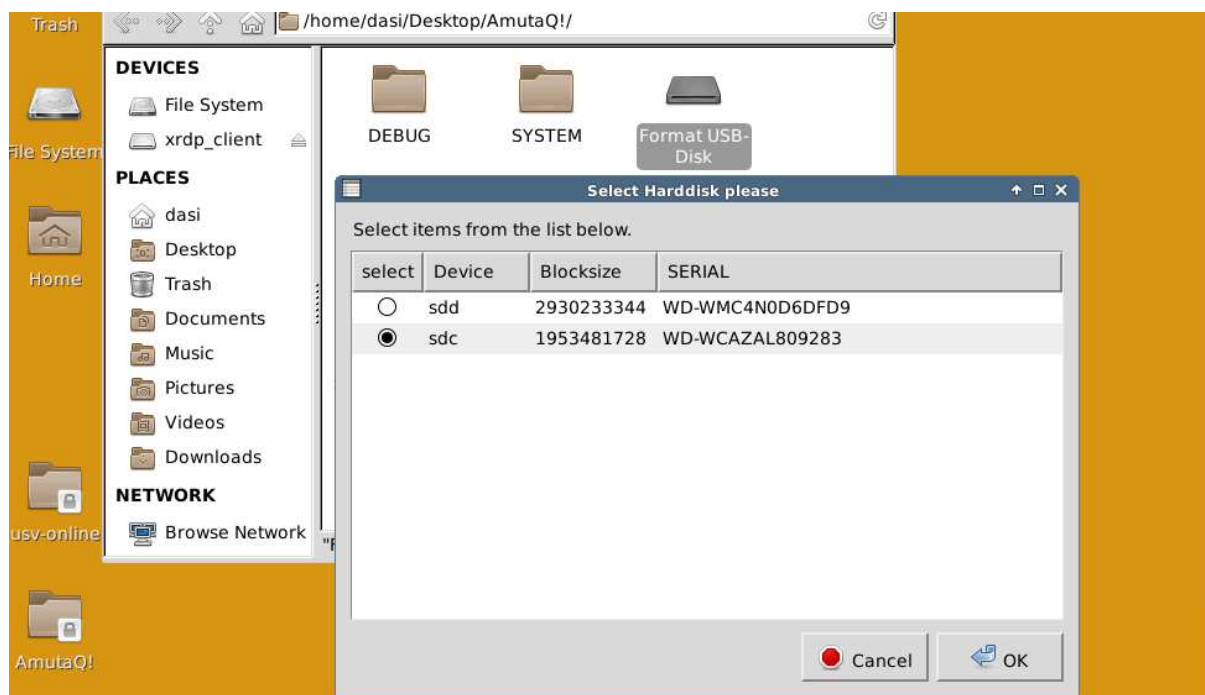 Trash
/home/dasi/Desktop/AmutaQ!/
DEVICES
File System
xrdp_client
PLACES
dasi
Desktop
Trash
Documents
Music
Pictures
Videos
Downloads
NETWORK
Browse Network
File System
Home
usv-online
AmutaQ!
DEBUG
SYSTEM
Format USB-
Disk
Select Harddisk please
Select items from the list below.
select Device Blocksize SERIAL
sdd 2930233344 WD-WMC4N0D6DFD9
sdc 1953481728 WD-WCAZAL809283
Cancel OK